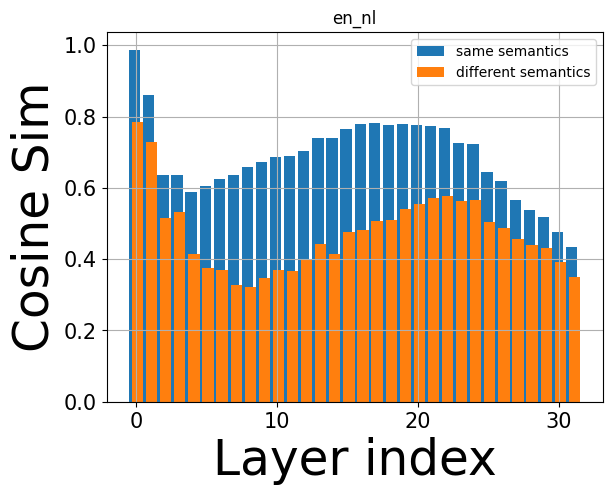 en_nl
same semantics
different semantics
Cosine Sim
1.0
0.8
0.6
0.4
0.2
0.0
0 10 20 30
Layer index